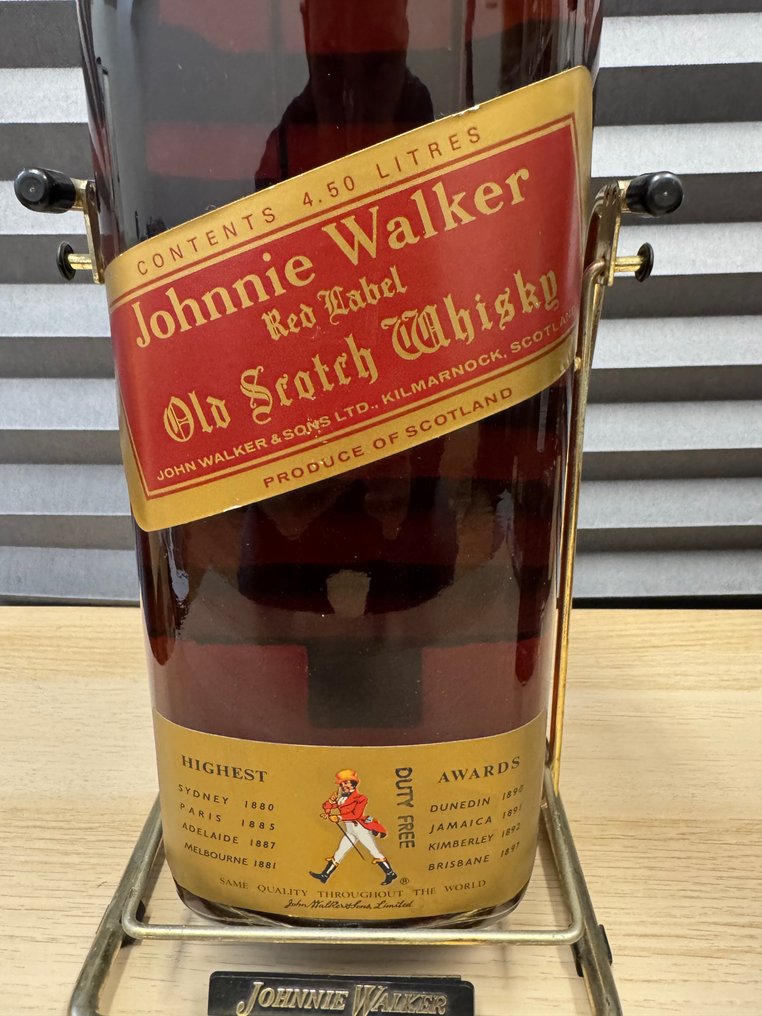 CONTENTS 4.50 LITRES
Johnnie Walker
Red Label
Old Scotch Whisky
JOHN WALKER & SONS LTD., KILMARNOCK, SCOTLAND
PRODUCE OF SCOTLAND
HIGHEST
SYDNEY 1880
PARIS 1885
ADELAIDE 1887
MELBOURNE 1881
DUTY FREE
®
AWARDS
DUNEDIN 1890
JAMAICA 1891
KIMBERLEY 1892
BRISBANE 1897
SAME QUALITY THROUGHOUT THE WORLD
John Walker & Sons, Limited
JOHNNIE WALKER